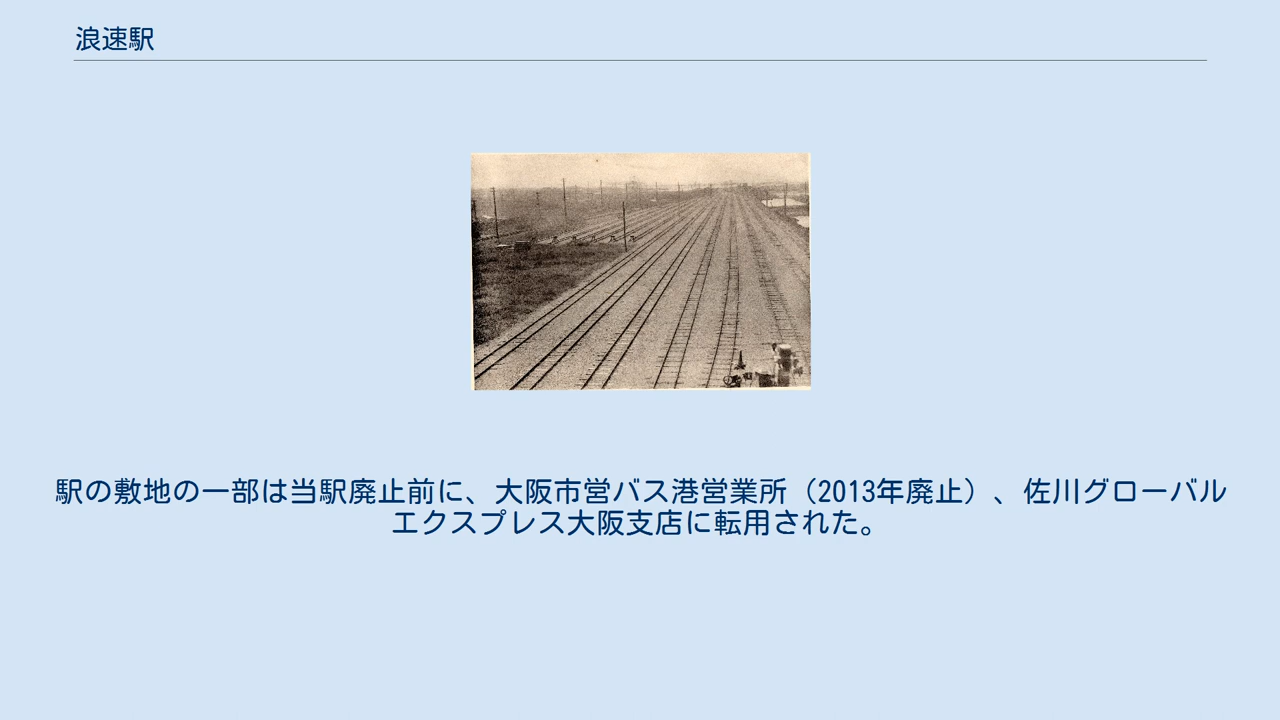 浪速駅
駅の敷地の一部は当駅廃止前に、大阪市営バス港営業所（2013年廃止）、佐川グローバル
エクスプレス大阪支店に転用された。